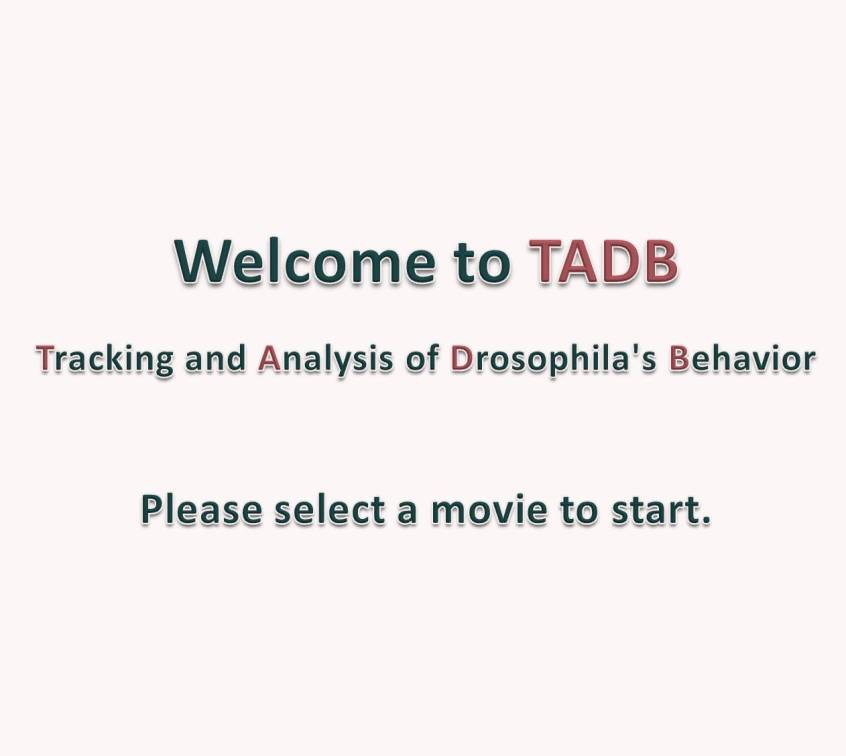 Welcome to TADB
Tracking and Analysis of Drosophila's Behavior
Please select a movie to start.